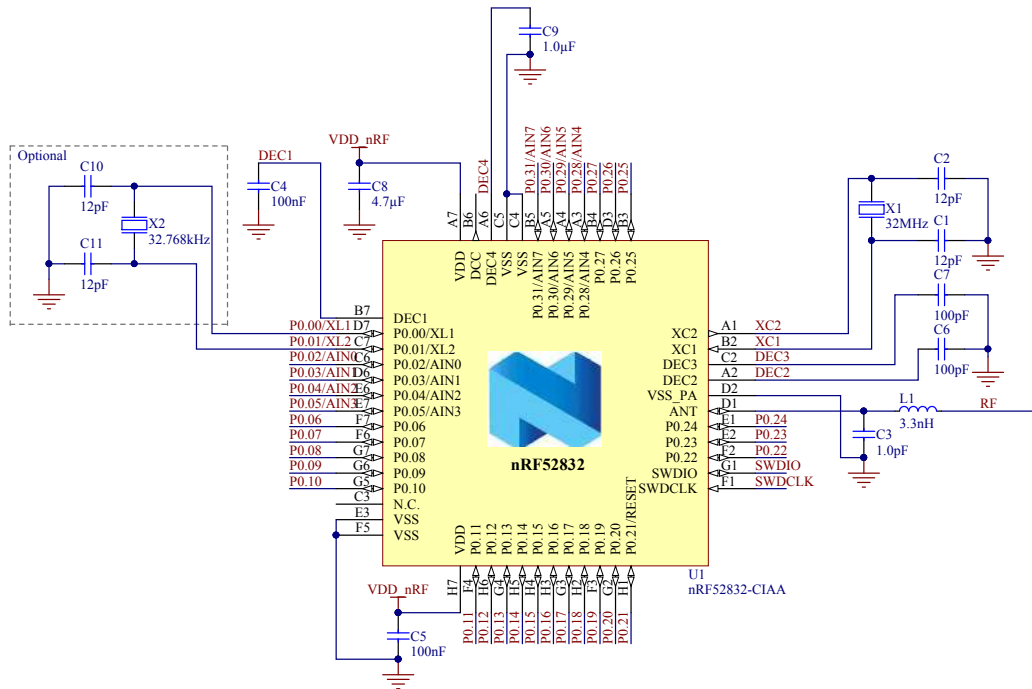 C9
1.0µF
Optional
C10
12pF
X2
32.768kHz
C11
12pF
DEC1
C4
100nF
VDD_nRF
C8
4.7µF
DEC4
P0.31/AIN7
P0.30/AIN6
P0.29/AIN5
P0.28/AIN4
P0.27
P0.26
P0.25
A7
B6
A6
C5
C4
B5
A5
A4
A3
B4
D3
B3
VDD
DCC
DEC4
VSS
VSS
P0.31/AIN7
P0.30/AIN6
P0.29/AIN5
P0.28/AIN4
P0.27
P0.26
P0.25
C2
12pF
X1
32MHz
C1
12pF
C7
100pF
C6
100pF
B7
DEC1
P0.00/XL1
D7
P0.00/XL1
P0.01/XL2
C7
P0.01/XL2
P0.02/AIN0
C6
P0.02/AIN0
P0.03/AIN1
D6
P0.03/AIN1
P0.04/AIN2
E6
P0.04/AIN2
P0.05/AIN3
E7
P0.05/AIN3
P0.06
F7
P0.06
P0.07
F6
P0.07
P0.08
G7
P0.08
P0.09
G6
P0.09
P0.10
G5
P0.10
C3
N.C.
E3
VSS
F5
VSS
nRF52832
XC2
A1
XC2
XC1
B2
XC1
DEC3
C2
DEC3
DEC2
A2
DEC2
VSS_PA
D2
ANT
D1
P0.24
E1
P0.24
P0.23
E2
P0.23
P0.22
F2
P0.22
SWDIO
G1
SWDIO
SWDCLK
F1
SWDCLK
L1
3.3nH
RF
C3
1.0pF
VDD
P0.11
P0.12
P0.13
P0.14
P0.15
P0.16
P0.17
P0.18
P0.19
P0.20
P0.21/RESET
H7
F4
H6
G4
H5
H4
H3
G3
H2
F3
G2
H1
P0.11
P0.12
P0.13
P0.14
P0.15
P0.16
P0.17
P0.18
P0.19
P0.20
P0.21
U1
nRF52832-CIAA
VDD_nRF
C5
100nF